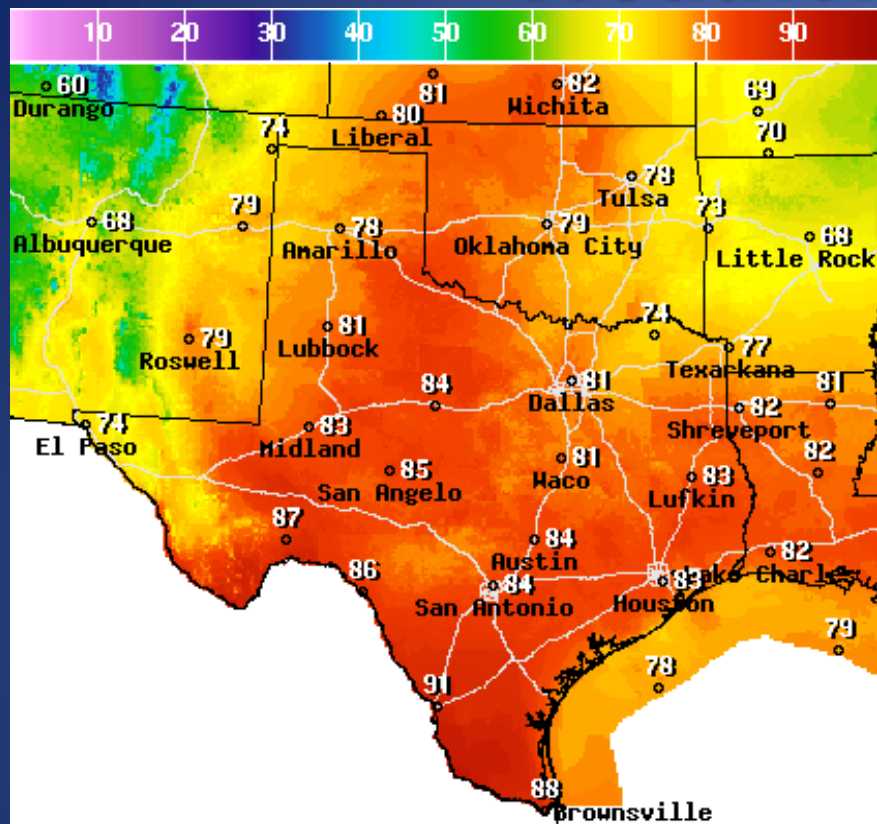 10 20 30 40 50 60 70 80 90
60
Durango
81
82
Wichita
69
80
Liberal
74
70
78
Tulsa
68
Albuquerque
79
78
Amarillo
79
Oklahoma City
73
68
Little Rock
79
Roswell
81
Lubbock
74
77
Texarkana
81
Dallas
84
82
Shreveport
81
74
El Paso
83
Midland
85
San Angelo
81
Waco
83
Lufkin
82
87
84
Austin
82
Lake Charles
86
84
San Antonio
83
Houston
79
78
91
88
Brownsville